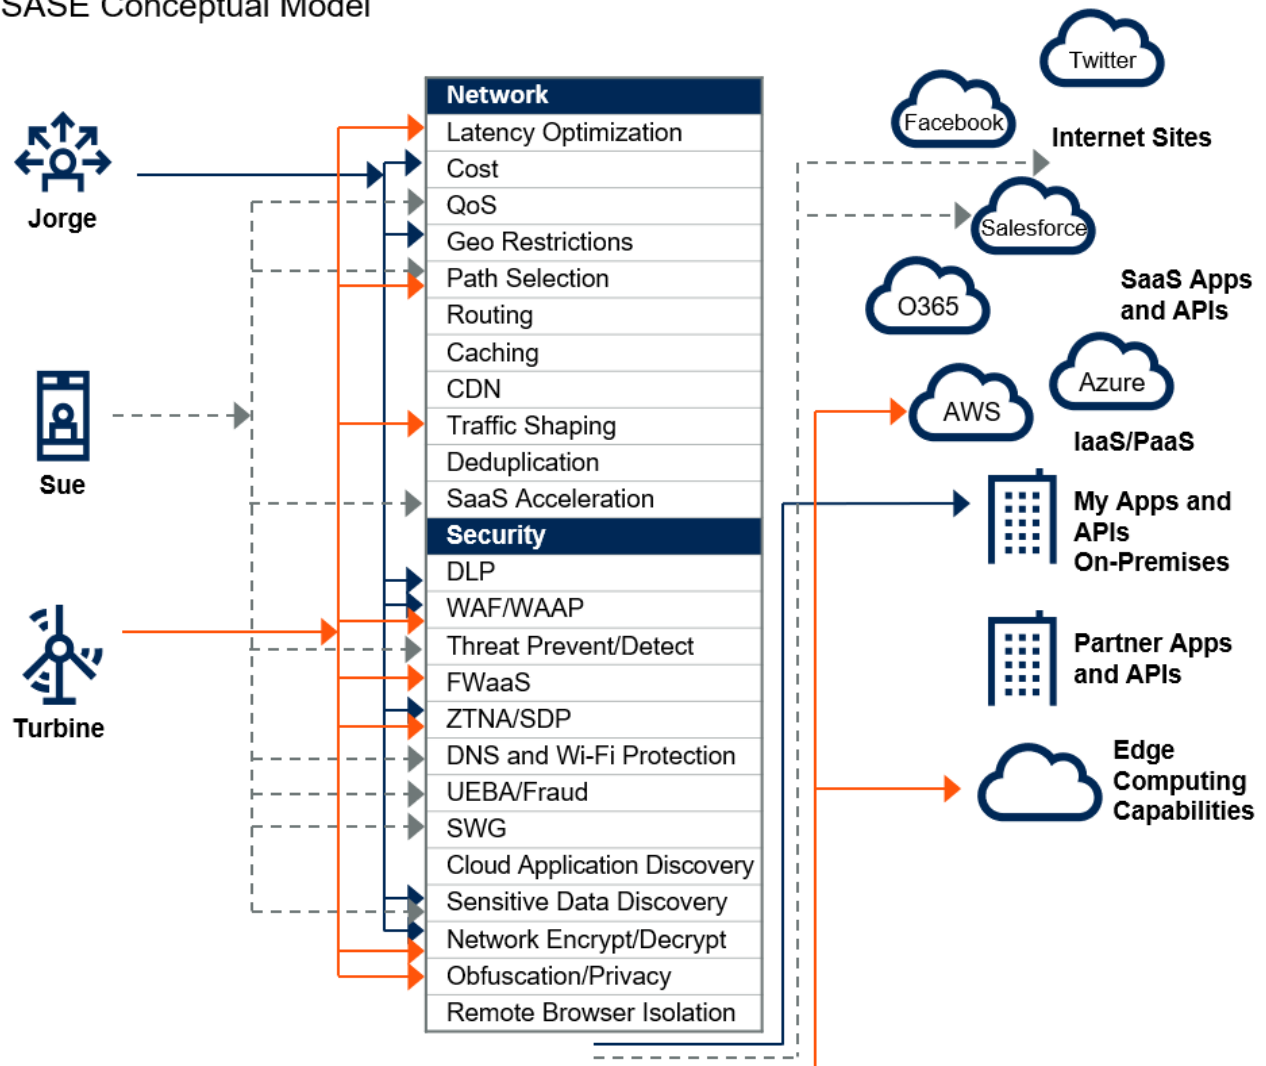 SASE Conceptual Model
Jorge
Sue
Turbine
Network
Latency Optimization
Cost
QoS
Geo Restrictions
Path Selection
Routing
Caching
CDN
Traffic Shaping
Deduplication
SaaS Acceleration
Security
DLP
WAF/WAAP
Threat Prevent/Detect
FWaaS
ZTNA/SDP
DNS and Wi-Fi Protection
UEBA/Fraud
SWG
Cloud Application Discovery
Sensitive Data Discovery
Network Encrypt/Decrypt
Obfuscation/Privacy
Remote Browser Isolation
Twitter
Facebook
Internet Sites
Salesforce
SaaS Apps
and APIs
O365
Azure
AWS
IaaS/PaaS
My Apps and
APIs
On-Premises
Partner Apps
and APIs
Edge
Computing
Capabilities